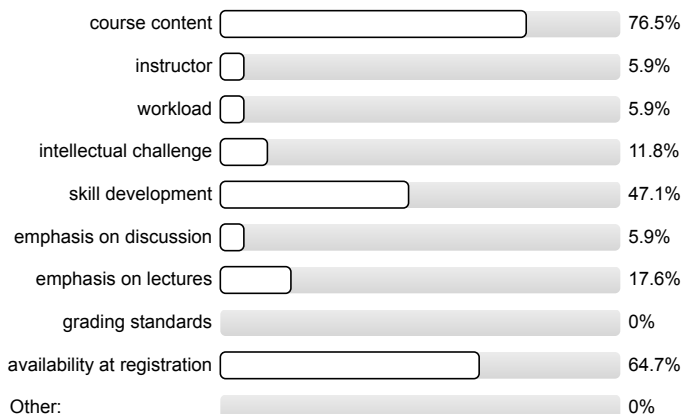 course content 76.5%
instructor 5.9%
workload 5.9%
intellectual challenge 11.8%
skill development 47.1%
emphasis on discussion 5.9%
emphasis on lectures 17.6%
grading standards 0%
availability at registration 64.7%
Other: 0%